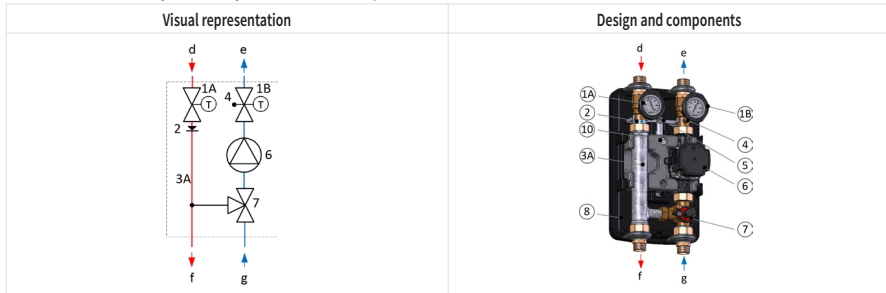 Visual representation
Design and components
d
e
1A
1B
4
T
T
2
6
3A
7
f
g
d
e
1A
1B
2
10
4
3A
5
6
8
7
f
g